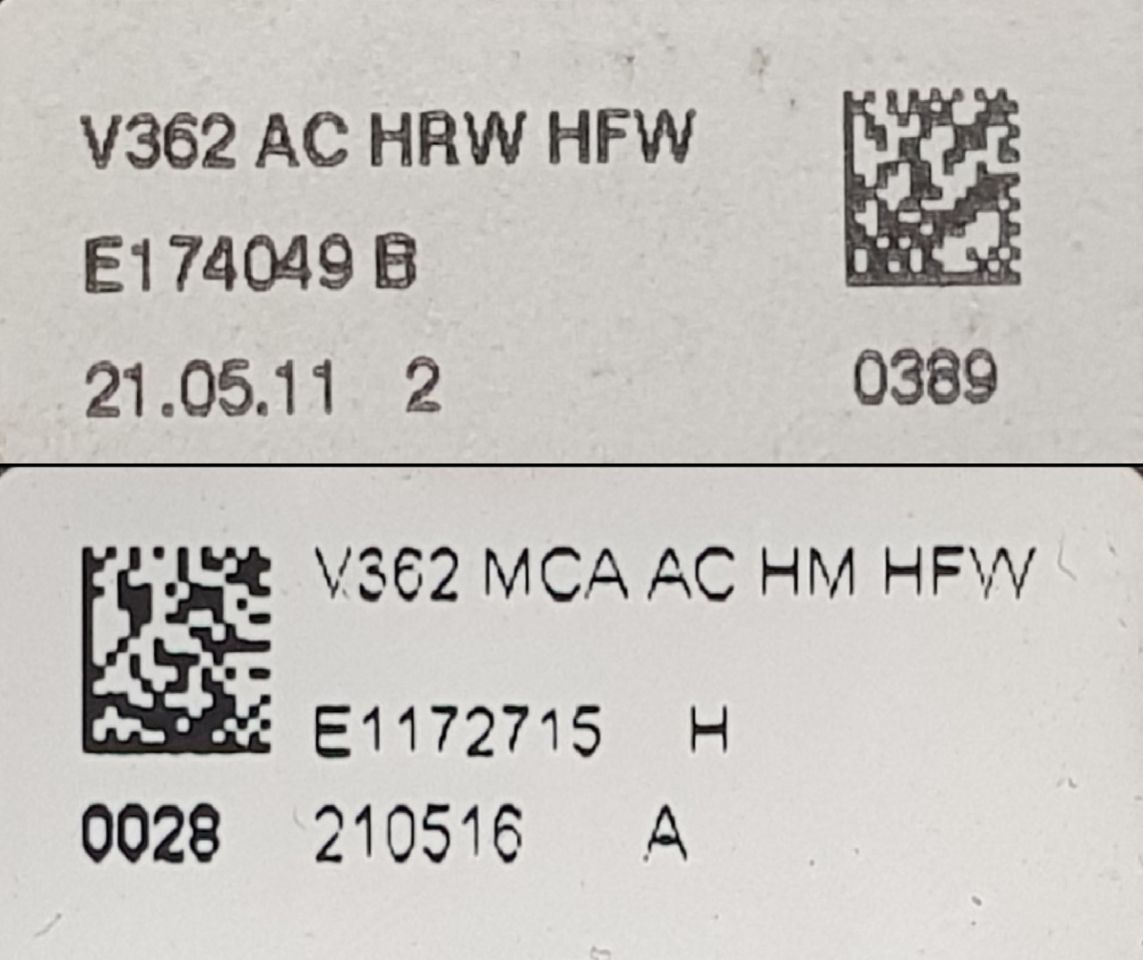 V362 AC HRW HFW
E174049 B
21.05.11 2
0389
V362 MCA AC HM HFW
E1172715 H
0028 210516 A